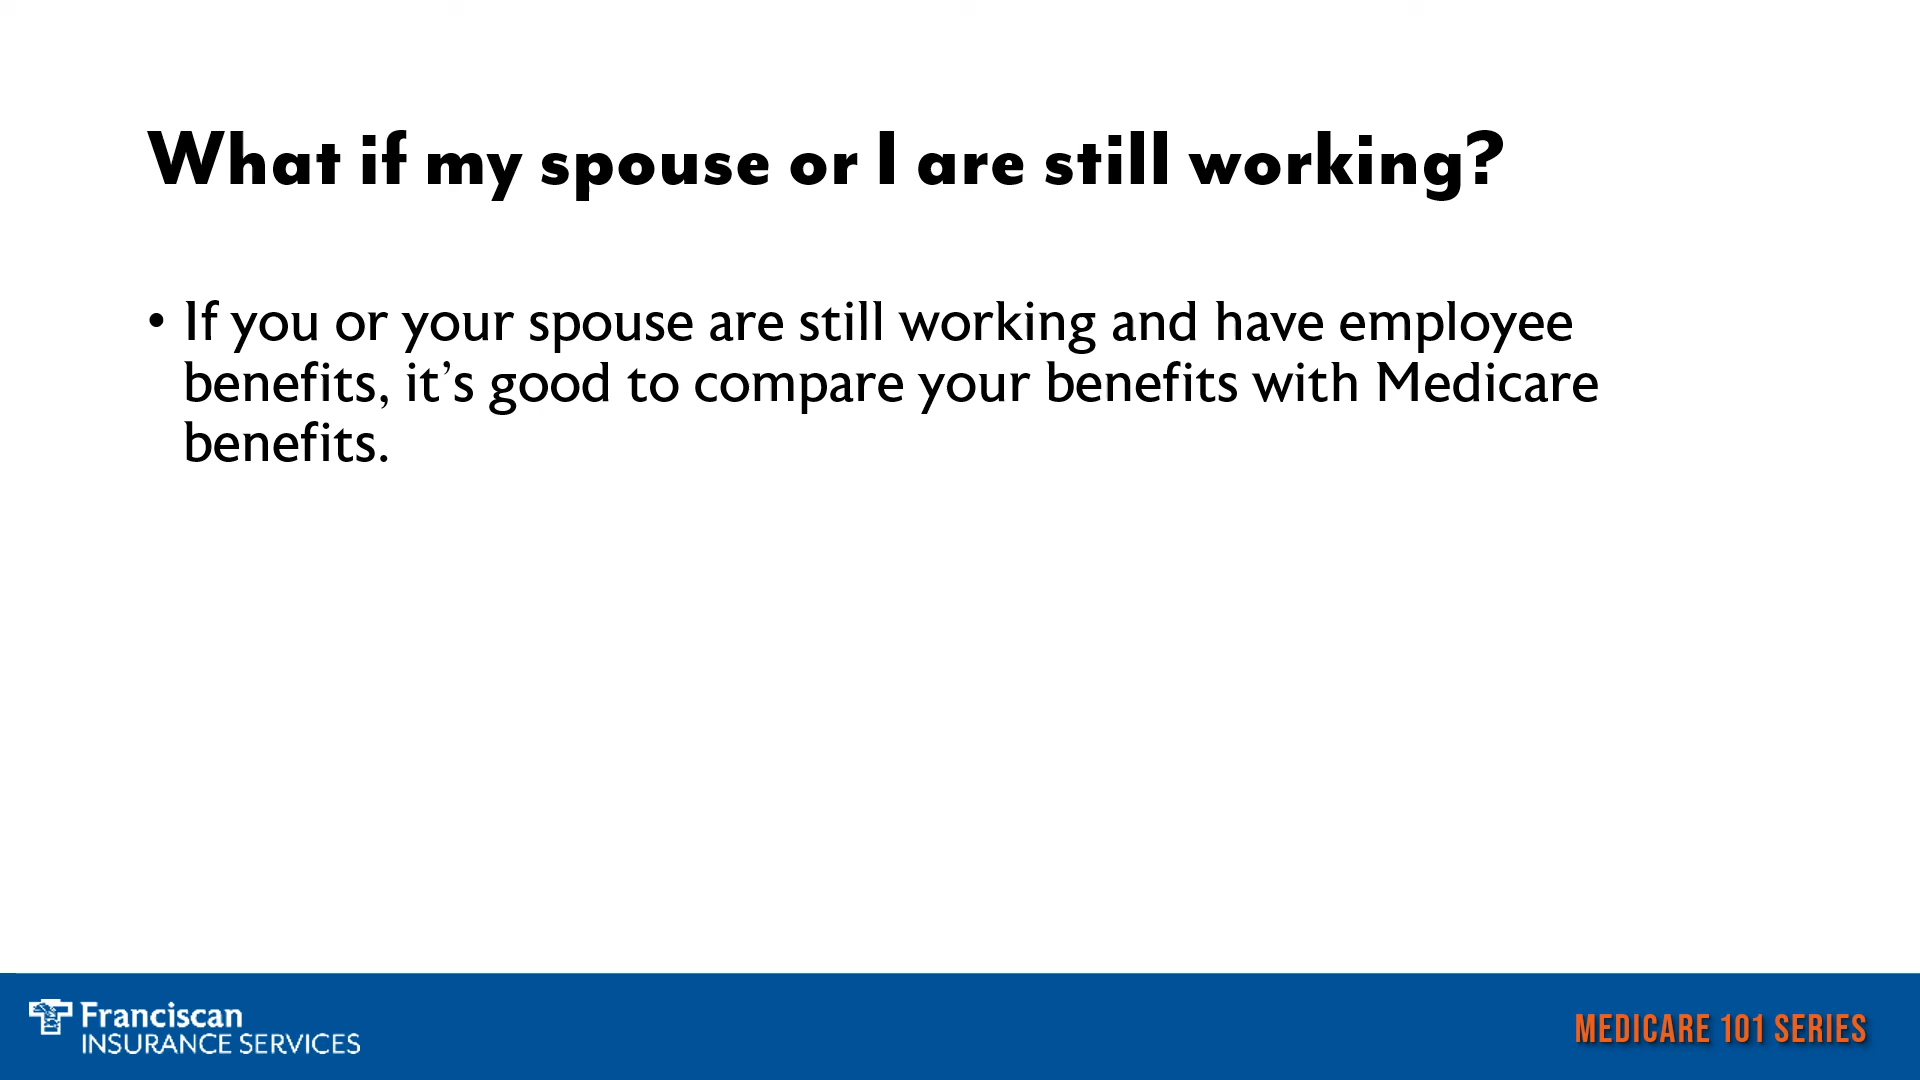 What if my spouse or I are still working?
• If you or your spouse are still working and have employee
benefits, it’s good to compare your benefits with Medicare
benefits.
Franciscan
INSURANCE SERVICES
MEDICARE 101 SERIES